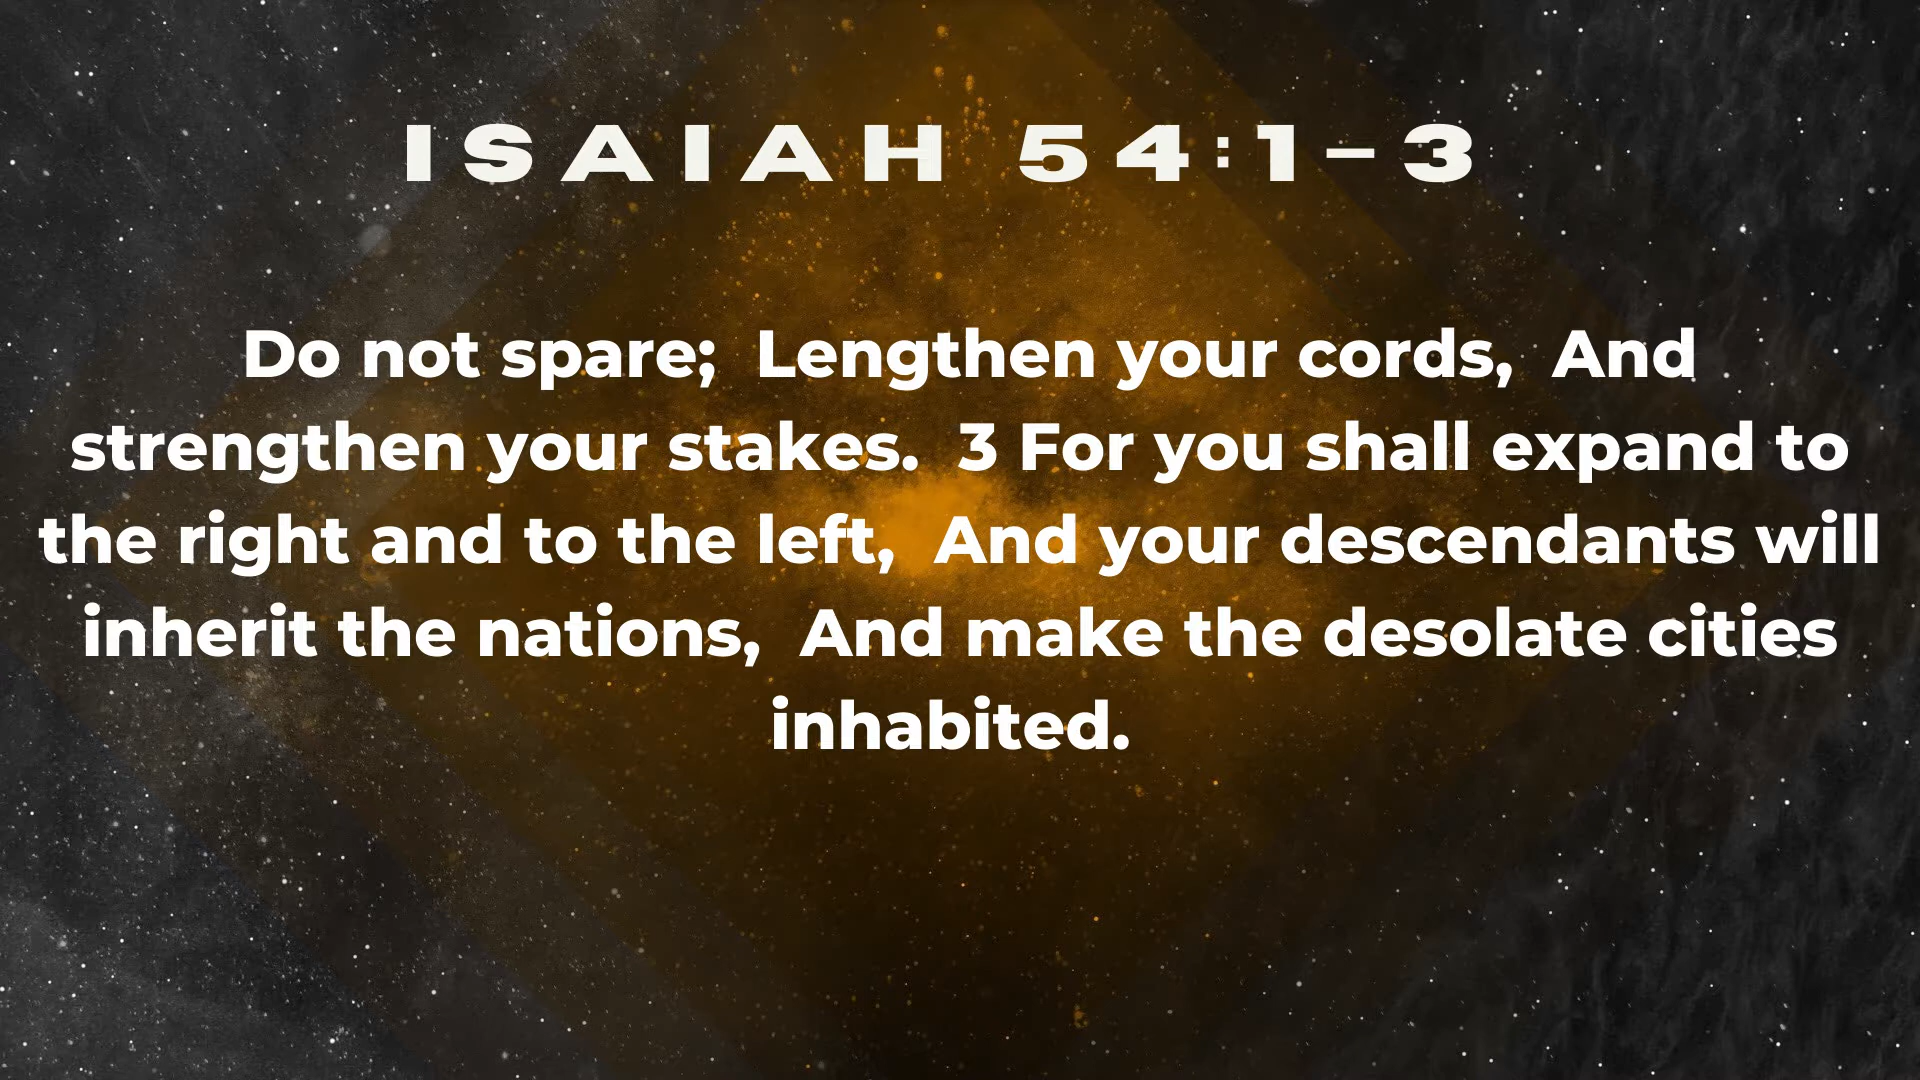 ISAIAH 54:1-3
Do not spare; Lengthen your cords, And
strengthen your stakes. 3 For you shall expand to
the right and to the left, And your descendants will
inherit the nations, And make the desolate cities
inhabited.